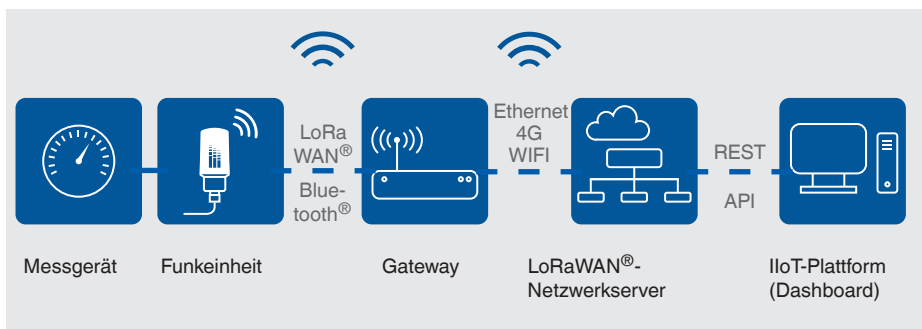 LoRa
WAN®
Blue-
tooth®
Ethernet
4G
WIFI
REST
API
Messgerät
Funkeinheit
Gateway
LoRaWAN®-
Netzwerkserver
IIoT-Plattform
(Dashboard)